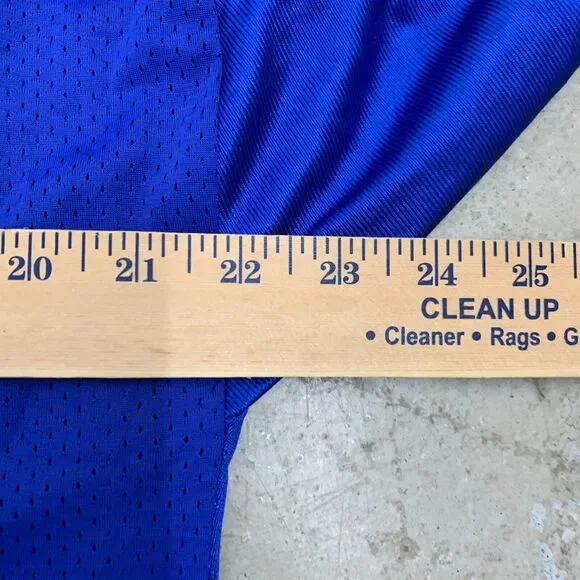 20 21 22 23 24 25
CLEAN UP
• Cleaner • Rags • G